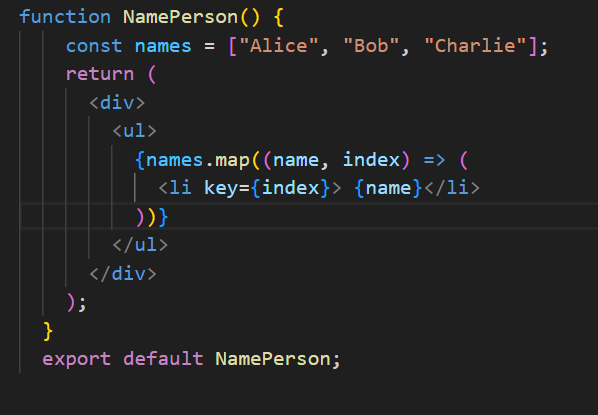 function NamePerson() {
    const names = ["Alice", "Bob", "Charlie"];
    return (
      <div>
        <ul>
          {names.map((name, index) => (
            <li key={index}> {name}</li>
          ))}
        </ul>
      </div>
    );
  }
  export default NamePerson;